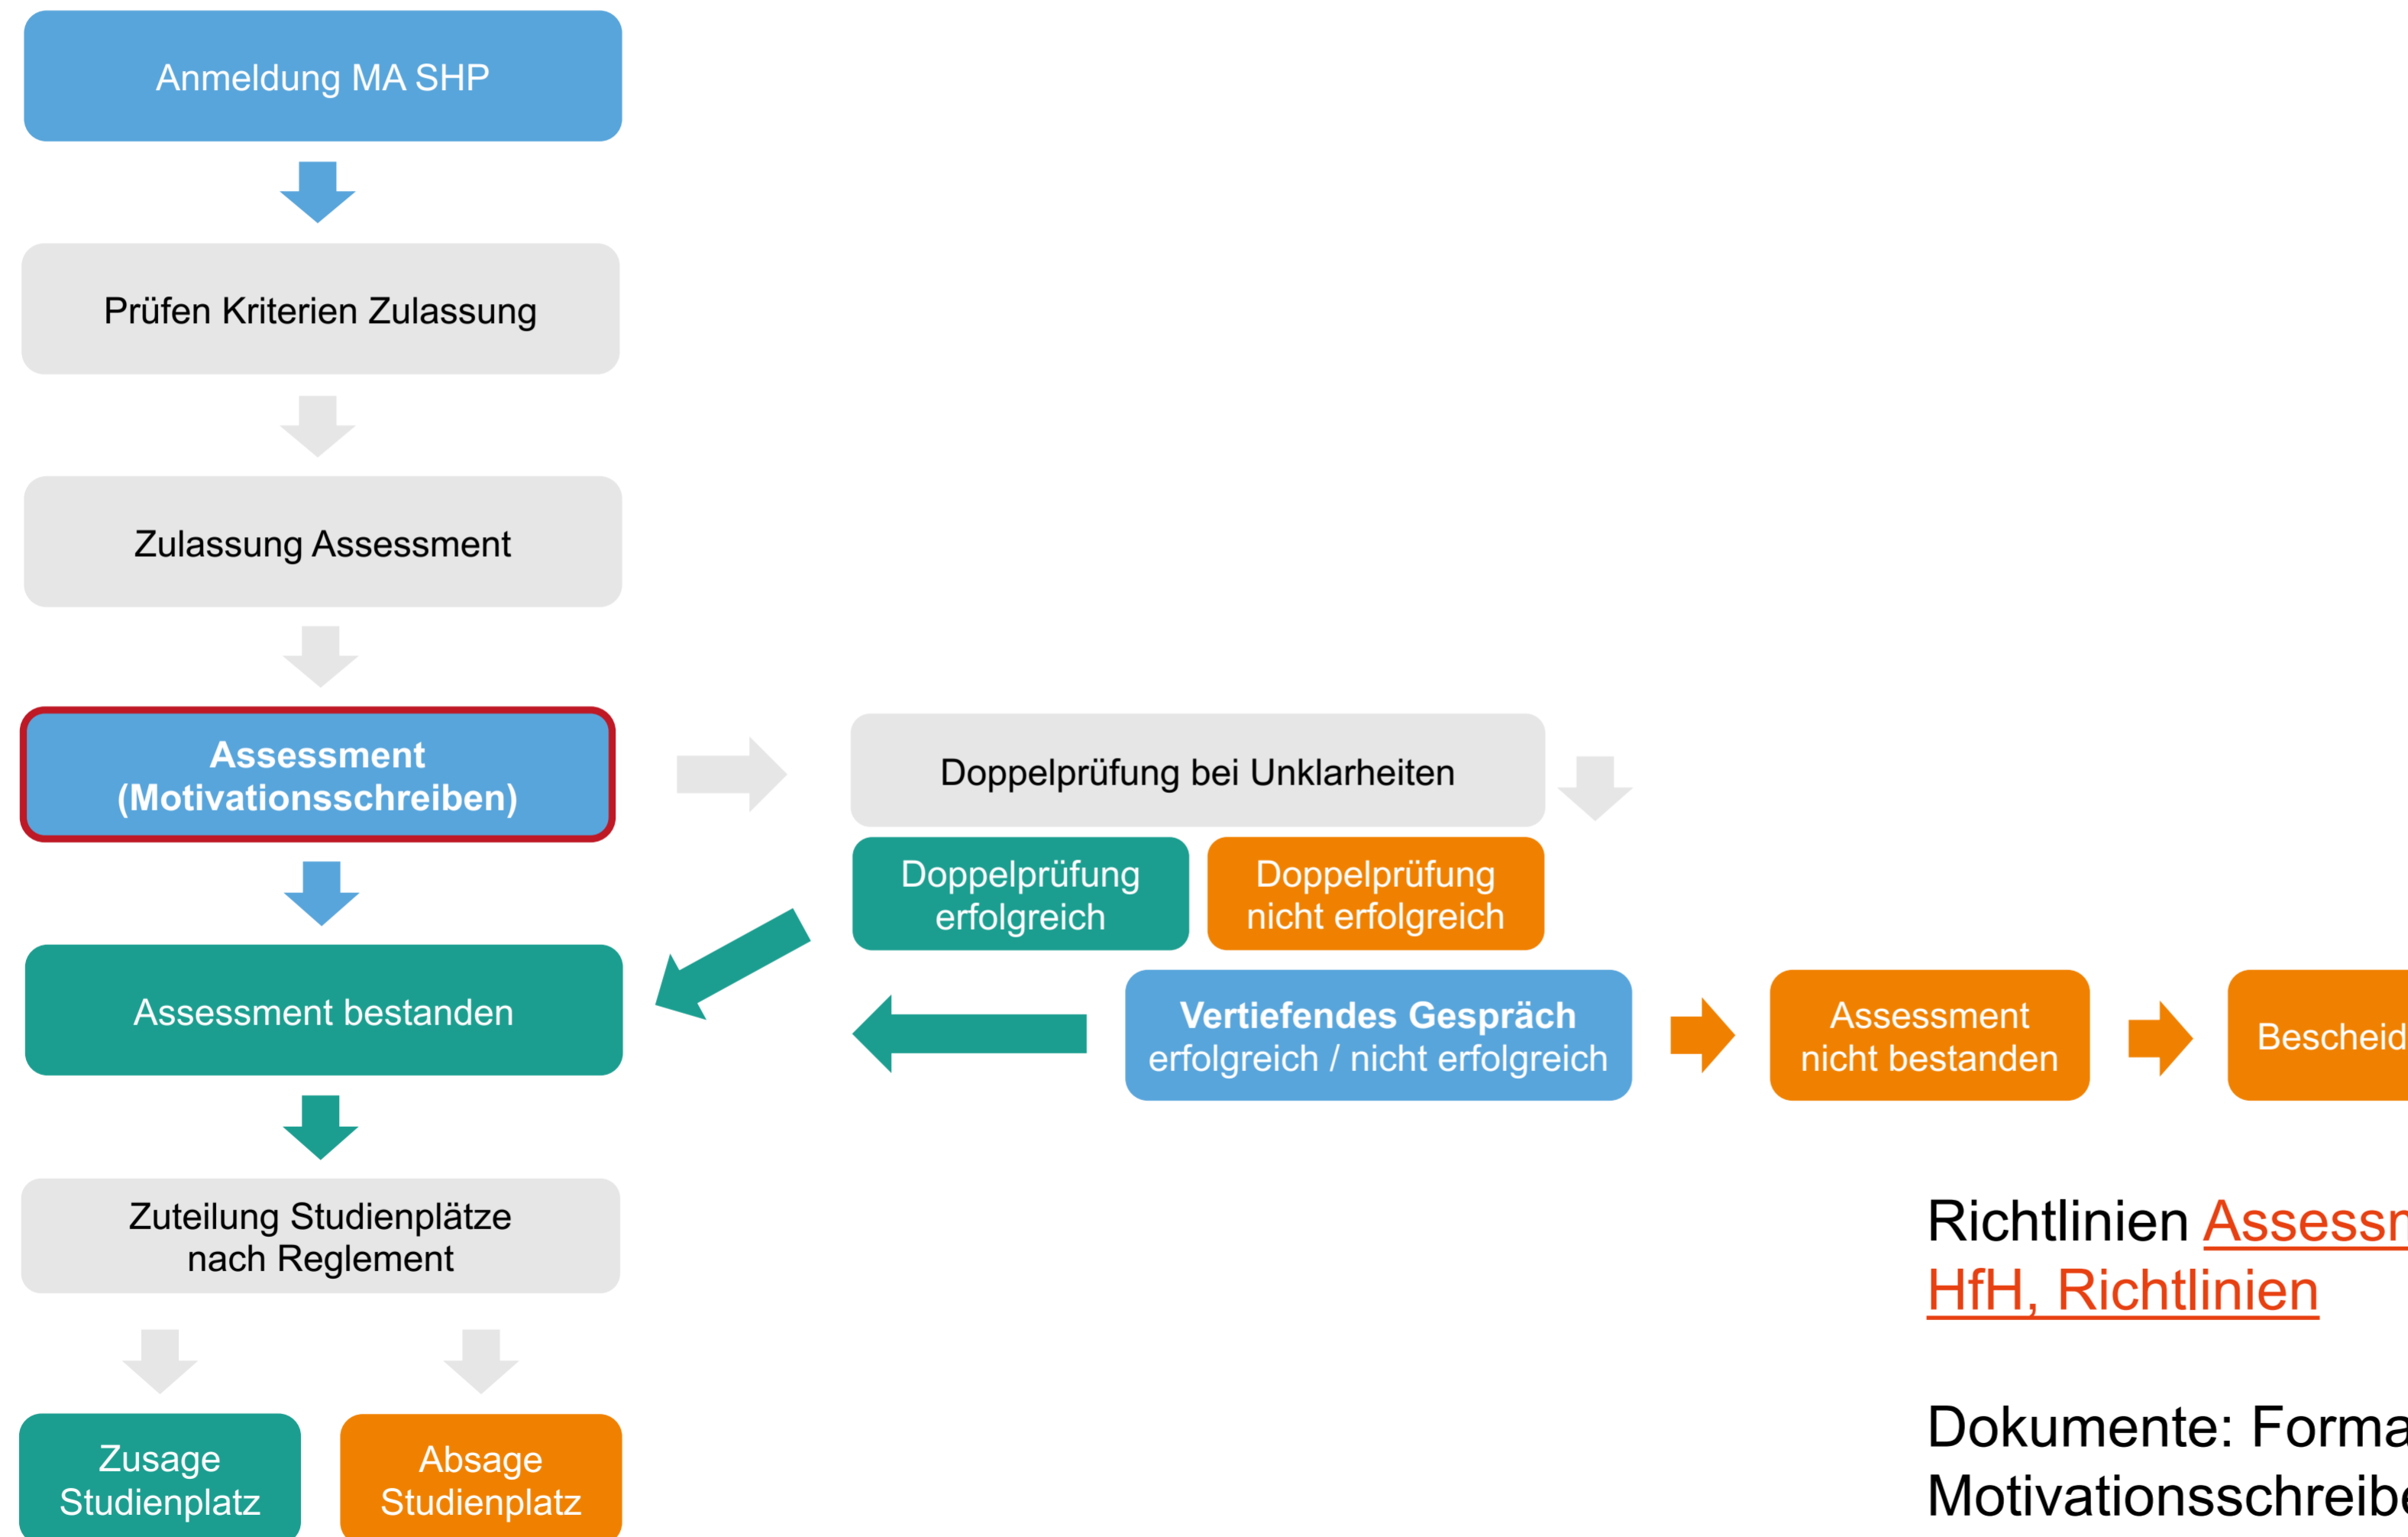 Anmeldung MA SHP
Prüfen Kriterien Zulassung
Zulassung Assessment
Assessment
(Motivationsschreiben)
Doppelprüfung bei Unklarheiten
Doppelprüfung
erfolgreich
Doppelprüfung
nicht erfolgreich
Assessment bestanden
Vertiefendes Gespräch
erfolgreich / nicht erfolgreich
Assessment
nicht bestanden
Bescheid
Zuteilung Studienplätze
nach Reglement
Zusage
Studienplatz
Absage
Studienplatz
Richtlinien
HfH, Richtlinien
Dokumente: